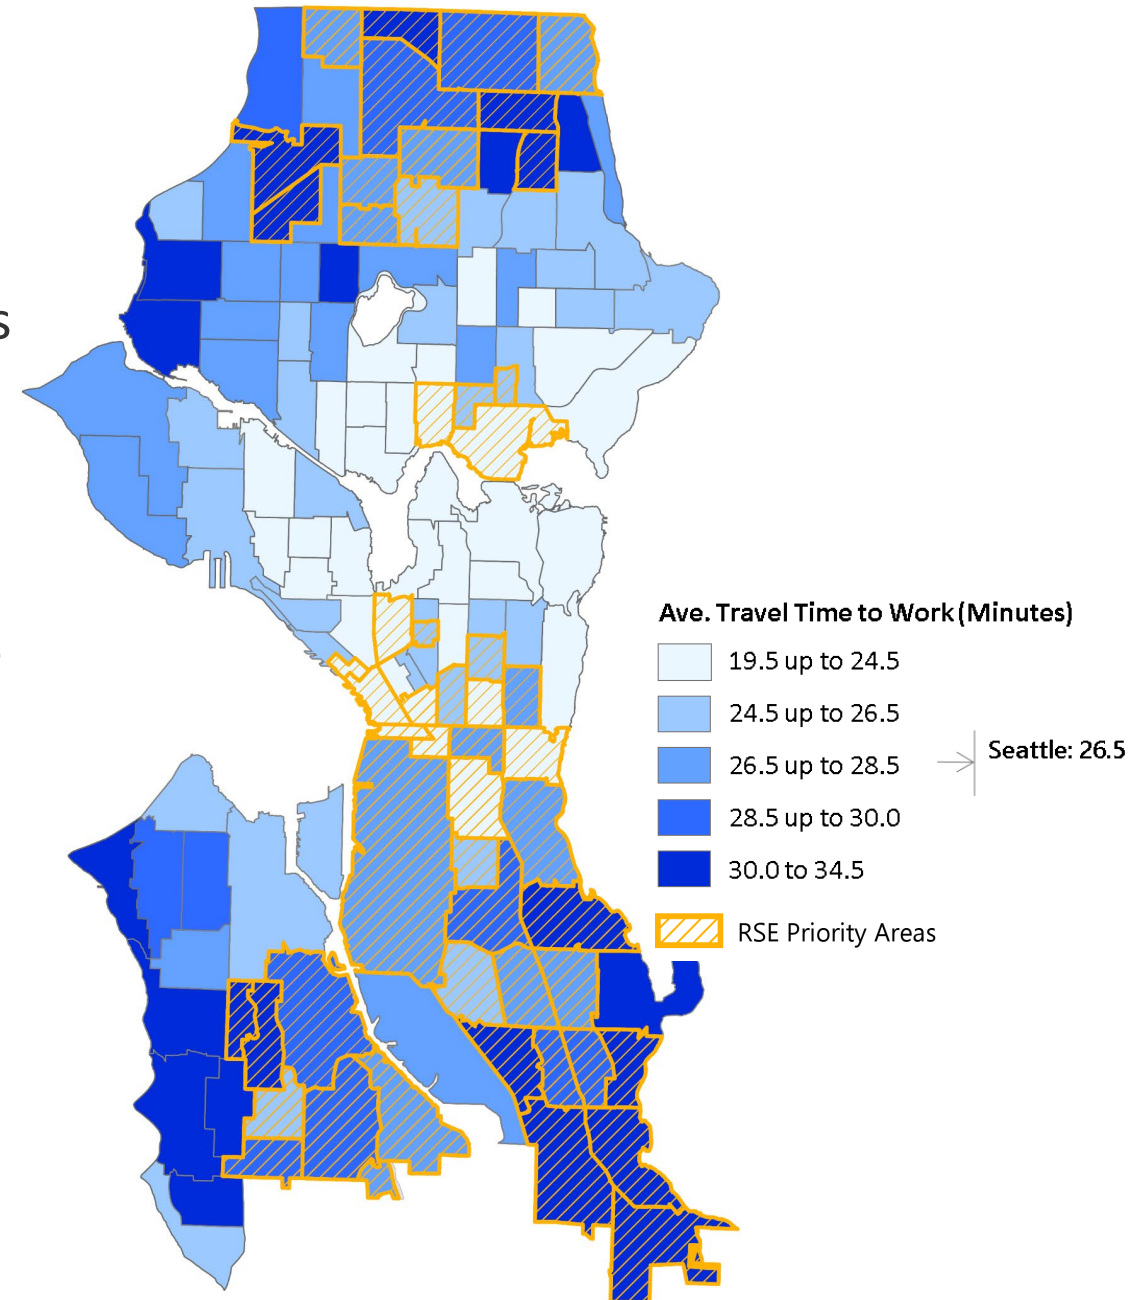 s
Ave. Travel Time to Work (Minutes)
19.5 up to 24.5
24.5 up to 26.5
26.5 up to 28.5
Seattle: 26.5
28.5 up to 30.0
30.0 to 34.5
RSE Priority Areas